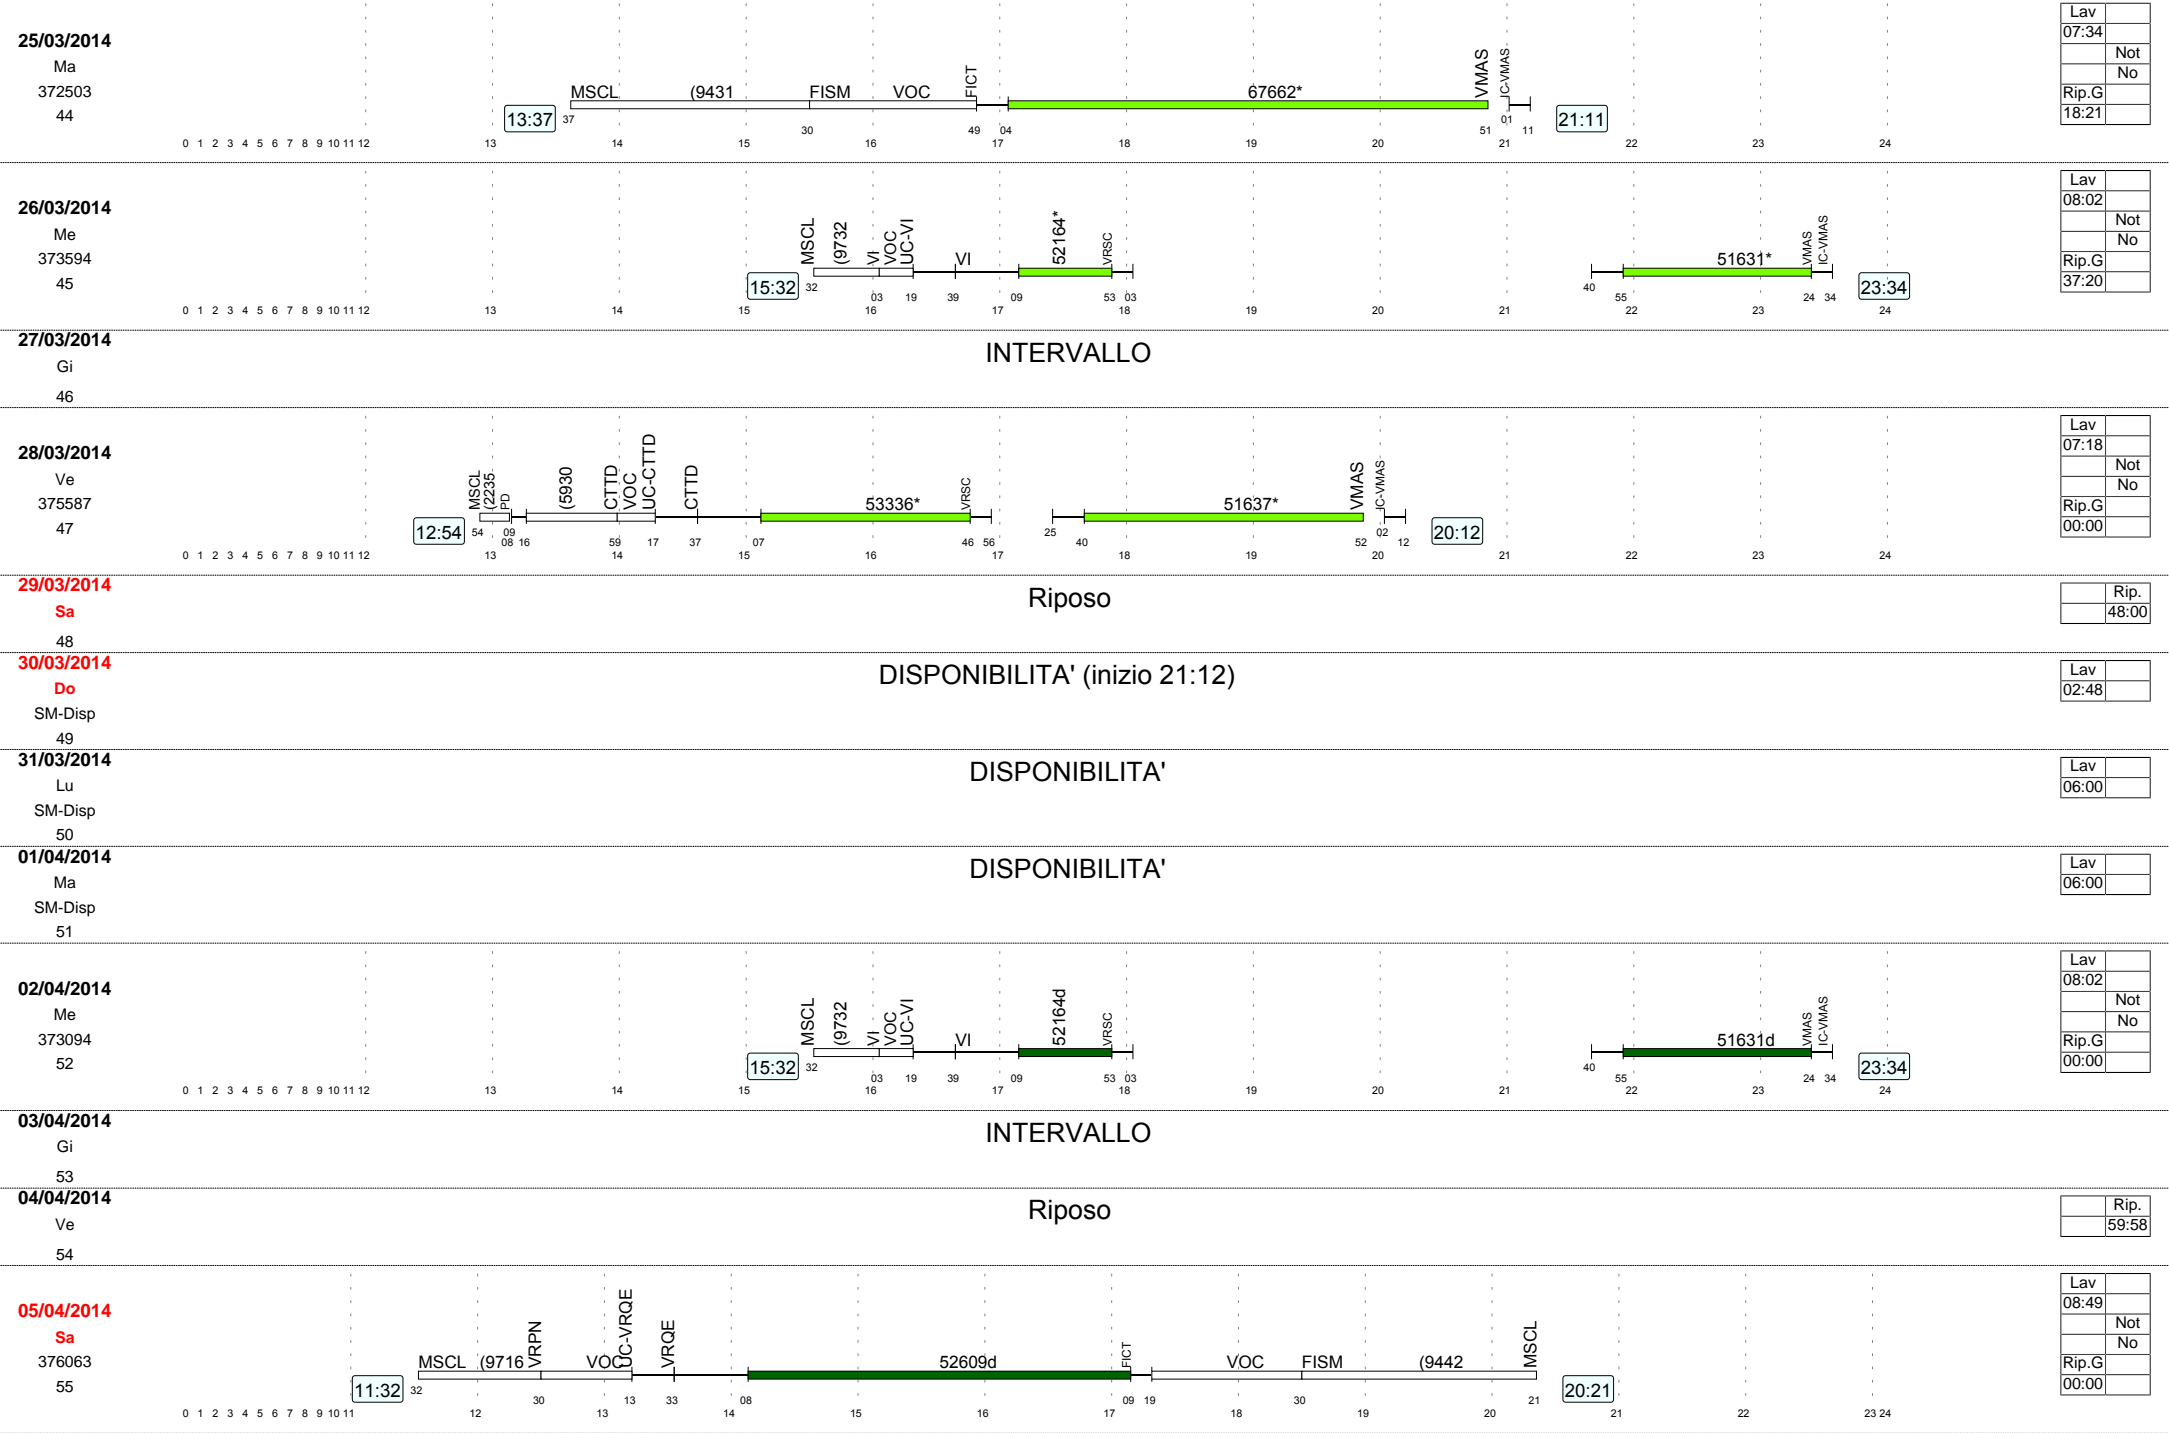 25/03/2014
Ma
372503
44
13:37
MSCL (9431 FISM VOC FICT 67662* VMAS IC-VMAS
37 30 49 04 51 01 11
21:11
0 1 2 3 4 5 6 7 8 9 10 11 12 13 14 15 16 17 18 19 20 21 22 23 24
Lav
07:34
Not
No
Rip.G
18:21
26/03/2014
Me
373594
45
15:32
MSCL (9732 VI VOC UC-VI VI 52164* VRSC 51631* VMAS IC-VMAS
32 03 19 39 09 53 03 40 55 24 34
23:34
0 1 2 3 4 5 6 7 8 9 10 11 12 13 14 15 16 17 18 19 20 21 22 23 24
Lav
08:02
Not
No
Rip.G
37:20
27/03/2014
Gi
46
INTERVALLO
28/03/2014
Ve
375587
47
12:54
MSCL (2235 PD (5930 CTTD VOC UC-CTTD CTTD 53336* VRSC 51637* VMAS IC-VMAS
54 09 08 16 59 17 37 07 46 56 25 40 52 02 12
20:12
0 1 2 3 4 5 6 7 8 9 10 11 12 13 14 15 16 17 18 19 20 21 22 23 24
Lav
07:18
Not
No
Rip.G
00:00
29/03/2014
Sa
48
Riposo
Rip.
48:00
30/03/2014
Do
SM-Disp
49
DISPONIBILITA' (inizio 21:12)
Lav
02:48
31/03/2014
Lu
SM-Disp
50
DISPONIBILITA'
Lav
06:00
01/04/2014
Ma
SM-Disp
51
DISPONIBILITA'
Lav
06:00
02/04/2014
Me
373094
52
15:32
MSCL (9732 VI VOC UC-VI VI 52164d VRSC 51631d VMAS IC-VMAS
32 03 19 39 09 53 03 40 55 24 34
23:34
0 1 2 3 4 5 6 7 8 9 10 11 12 13 14 15 16 17 18 19 20 21 22 23 24
Lav
08:02
Not
No
Rip.G
00:00
03/04/2014
Gi
53
INTERVALLO
04/04/2014
Ve
54
Riposo
Rip.
59:58
05/04/2014
Sa
376063
55
11:32
MSCL (9716 VRPN VOC UC-VRQE VRQE 52609d FICT VOC FISM (9442 MSCL
32 30 13 33 08 09 19 30 21
20:21
0 1 2 3 4 5 6 7 8 9 10 11 12 13 14 15 16 17 18 19 20 21 22 23 24
Lav
08:49
Not
No
Rip.G
00:00